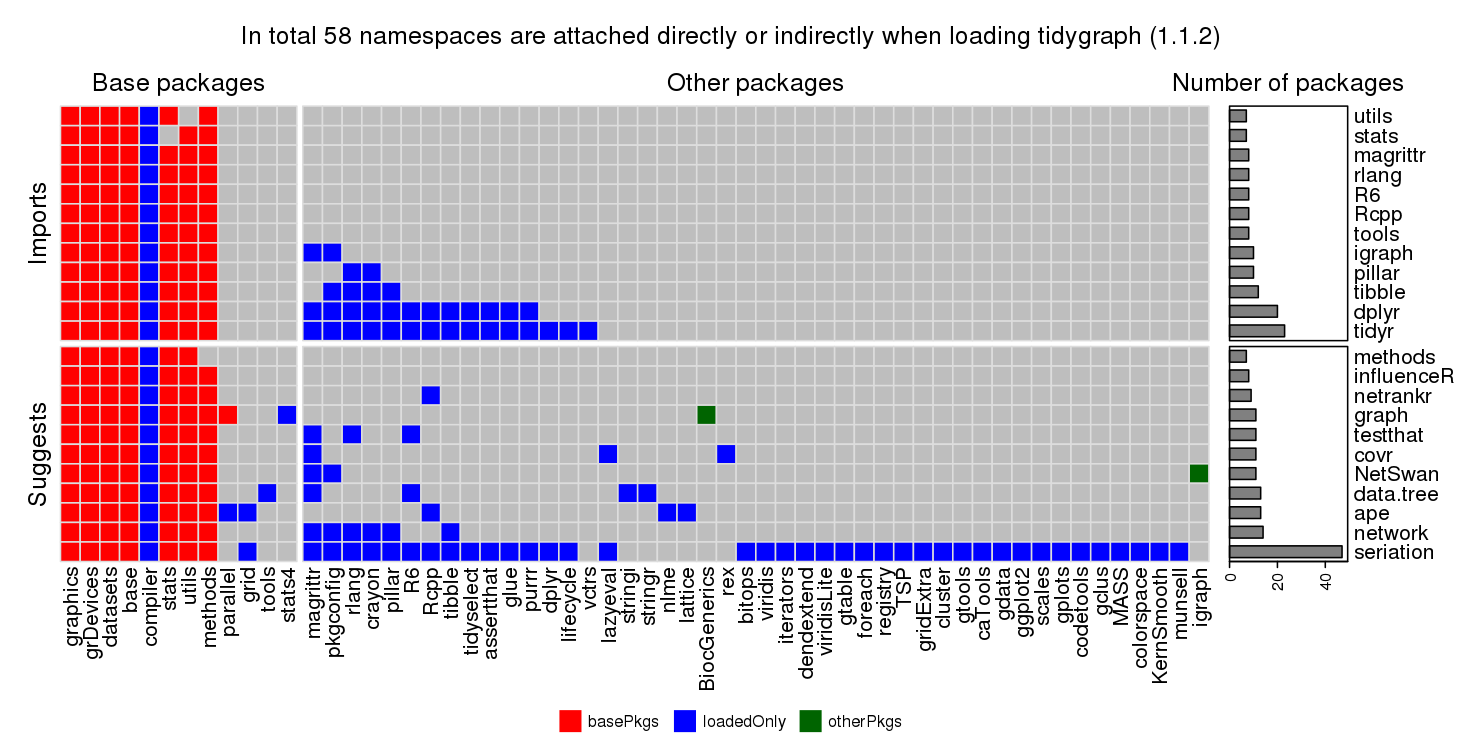 In total 58 namespaces are attached directly or indirectly when loading tidygraph (1.1.2)
Base packages
Other packages
Number of packages
Imports
utils
stats
magrittr
rlang
R6
Rcpp
tools
igraph
pillar
tibble
dplyr
tidyr
Suggests
methods
influenceR
netrankr
graph
testthat
covr
NetSwan
data.tree
ape
network
seriation
graphics
grDevices
datasets
base
compiler
stats
utils
methods
parallel
grid
tools
stats4
magrittr
pkgconfig
rlang
crayon
pillar
R6
Rcpp
tibble
tidyselect
assertthat
glue
purrr
dplyr
lifecycle
vctrs
lazyeval
stringi
stringr
nlme
lattice
BiocGenerics
rex
bitops
viridis
iterators
dendextend
viridisLite
gtable
foreach
registry
TSP
gridExtra
cluster
gtools
caTools
gdata
ggplot2
scales
gplots
codetools
gclus
MASS
colorspace
KernSmooth
munsell
igraph
0
20
40
basePkgs
loadedOnly
otherPkgs